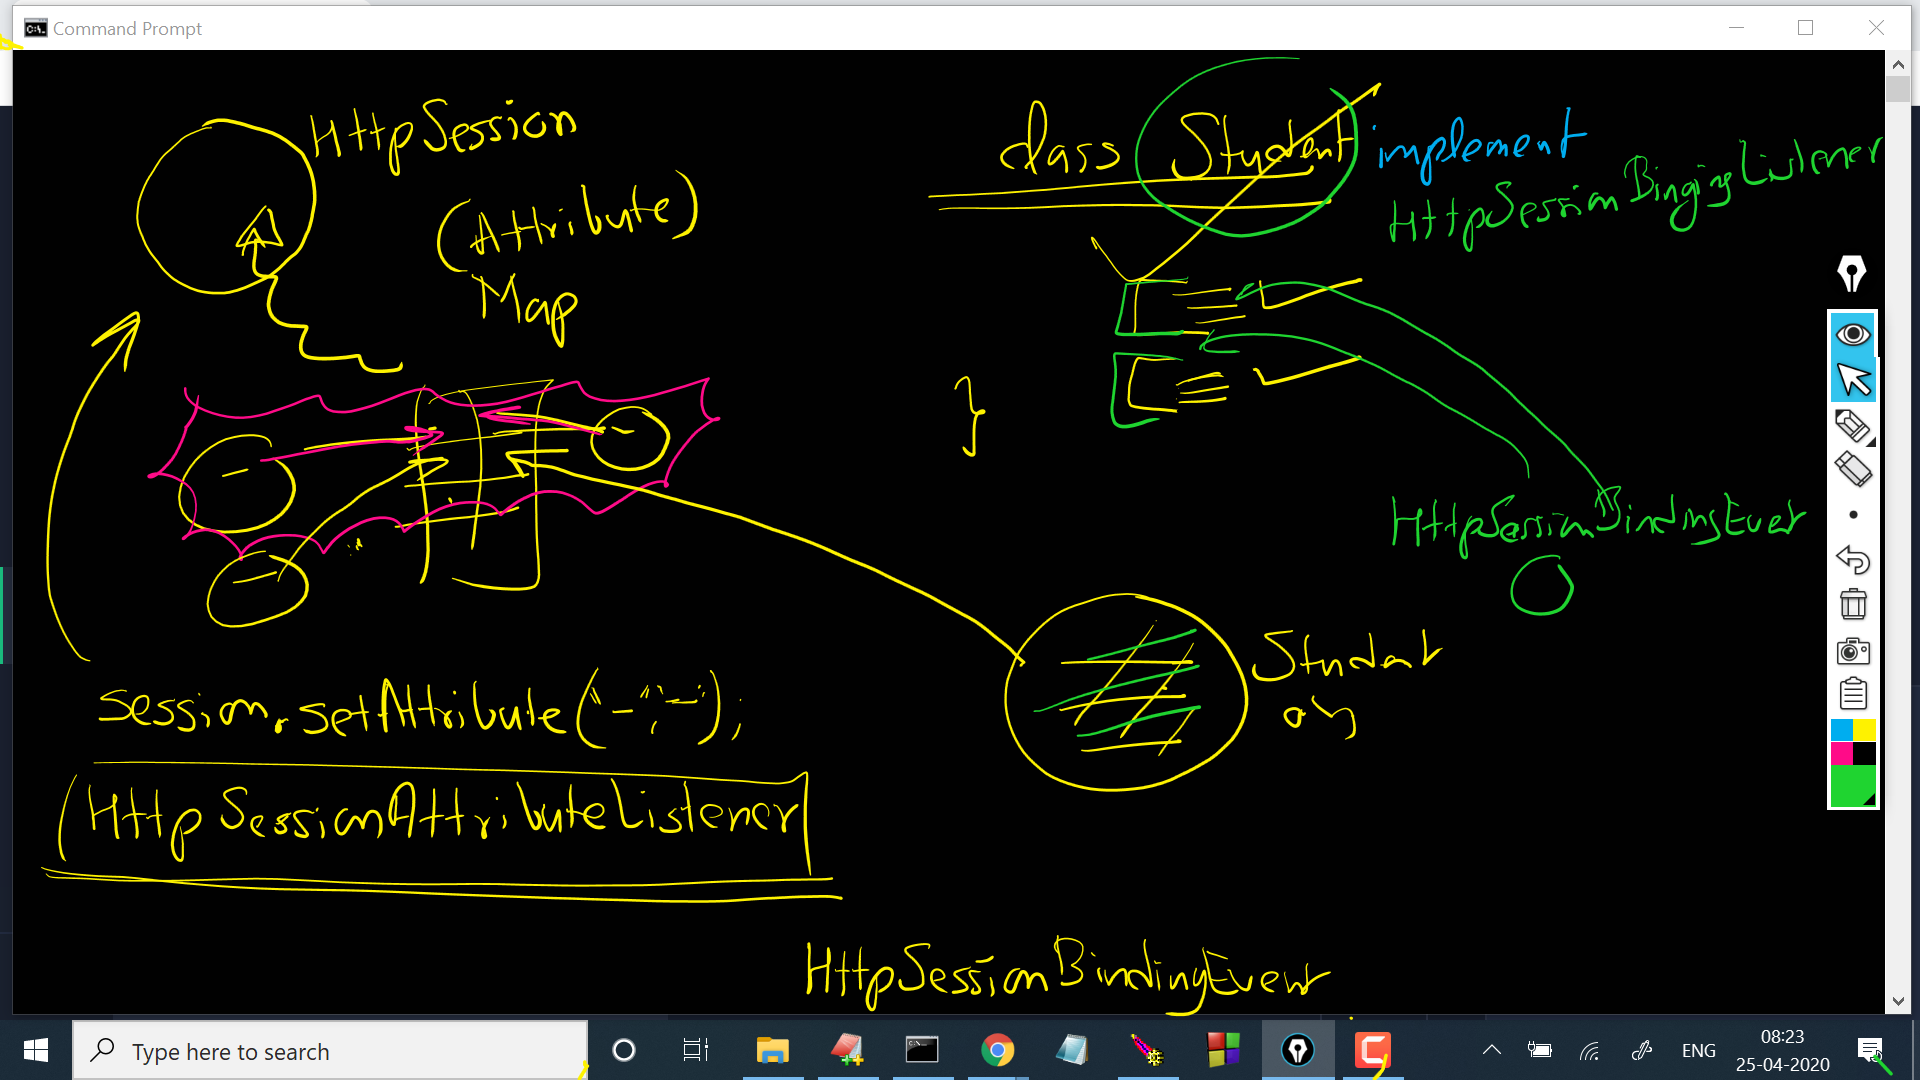 Command Prompt
HttpSession
(Attribute)
Map
class Student implement
HttpSessionBingingListener
}
HttpSessionBindingEvent
Student
session.setAttribute("-","-");
HttpSessionAttributeListener
HttpSessionBindingEvent
Type here to search
ENG
08:23
25-04-2020